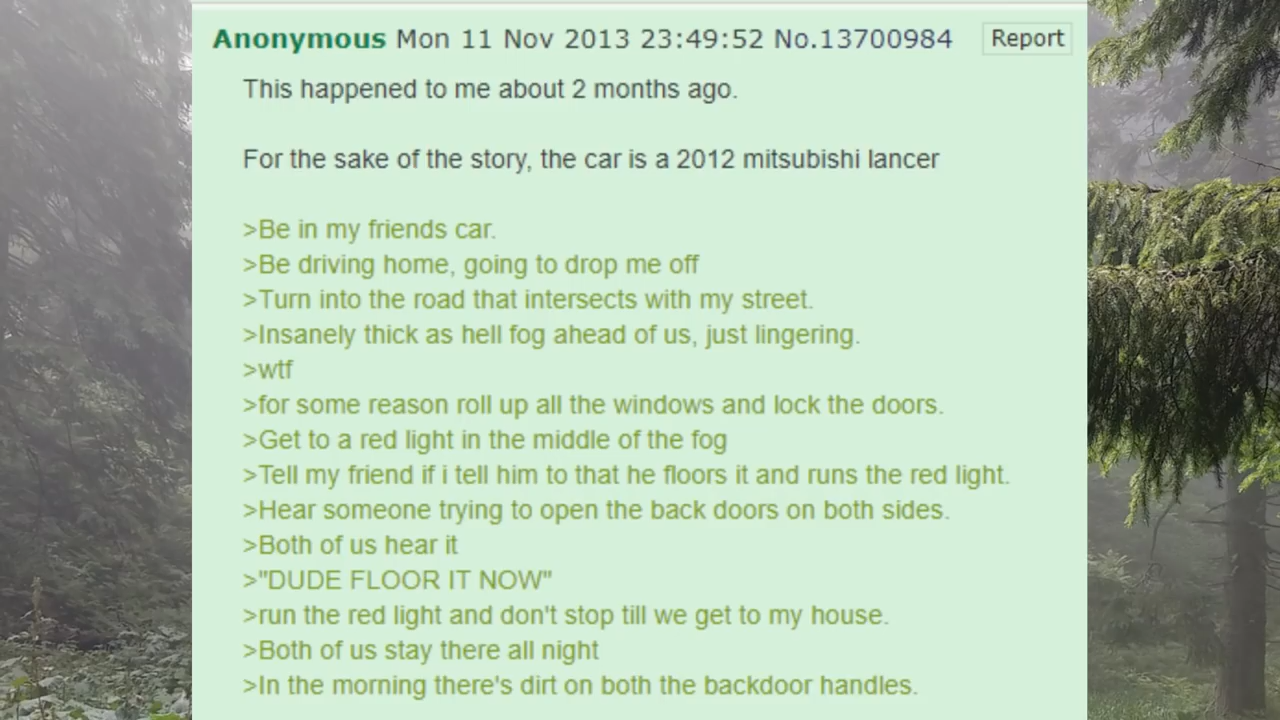 Anonymous Mon 11 Nov 2013 23:49:52 No.13700984 Report
This happened to me about 2 months ago.
For the sake of the story, the car is a 2012 mitsubishi lancer
>Be in my friends car.
>Be driving home, going to drop me off
>Turn into the road that intersects with my street.
>Insanely thick as hell fog ahead of us, just lingering.
>wtf
>for some reason roll up all the windows and lock the doors.
>Get to a red light in the middle of the fog
>Tell my friend if i tell him to that he floors it and runs the red light.
>Hear someone trying to open the back doors on both sides.
>Both of us hear it
>"DUDE FLOOR IT NOW"
>run the red light and don't stop till we get to my house.
>Both of us stay there all night
>In the morning there's dirt on both the backdoor handles.